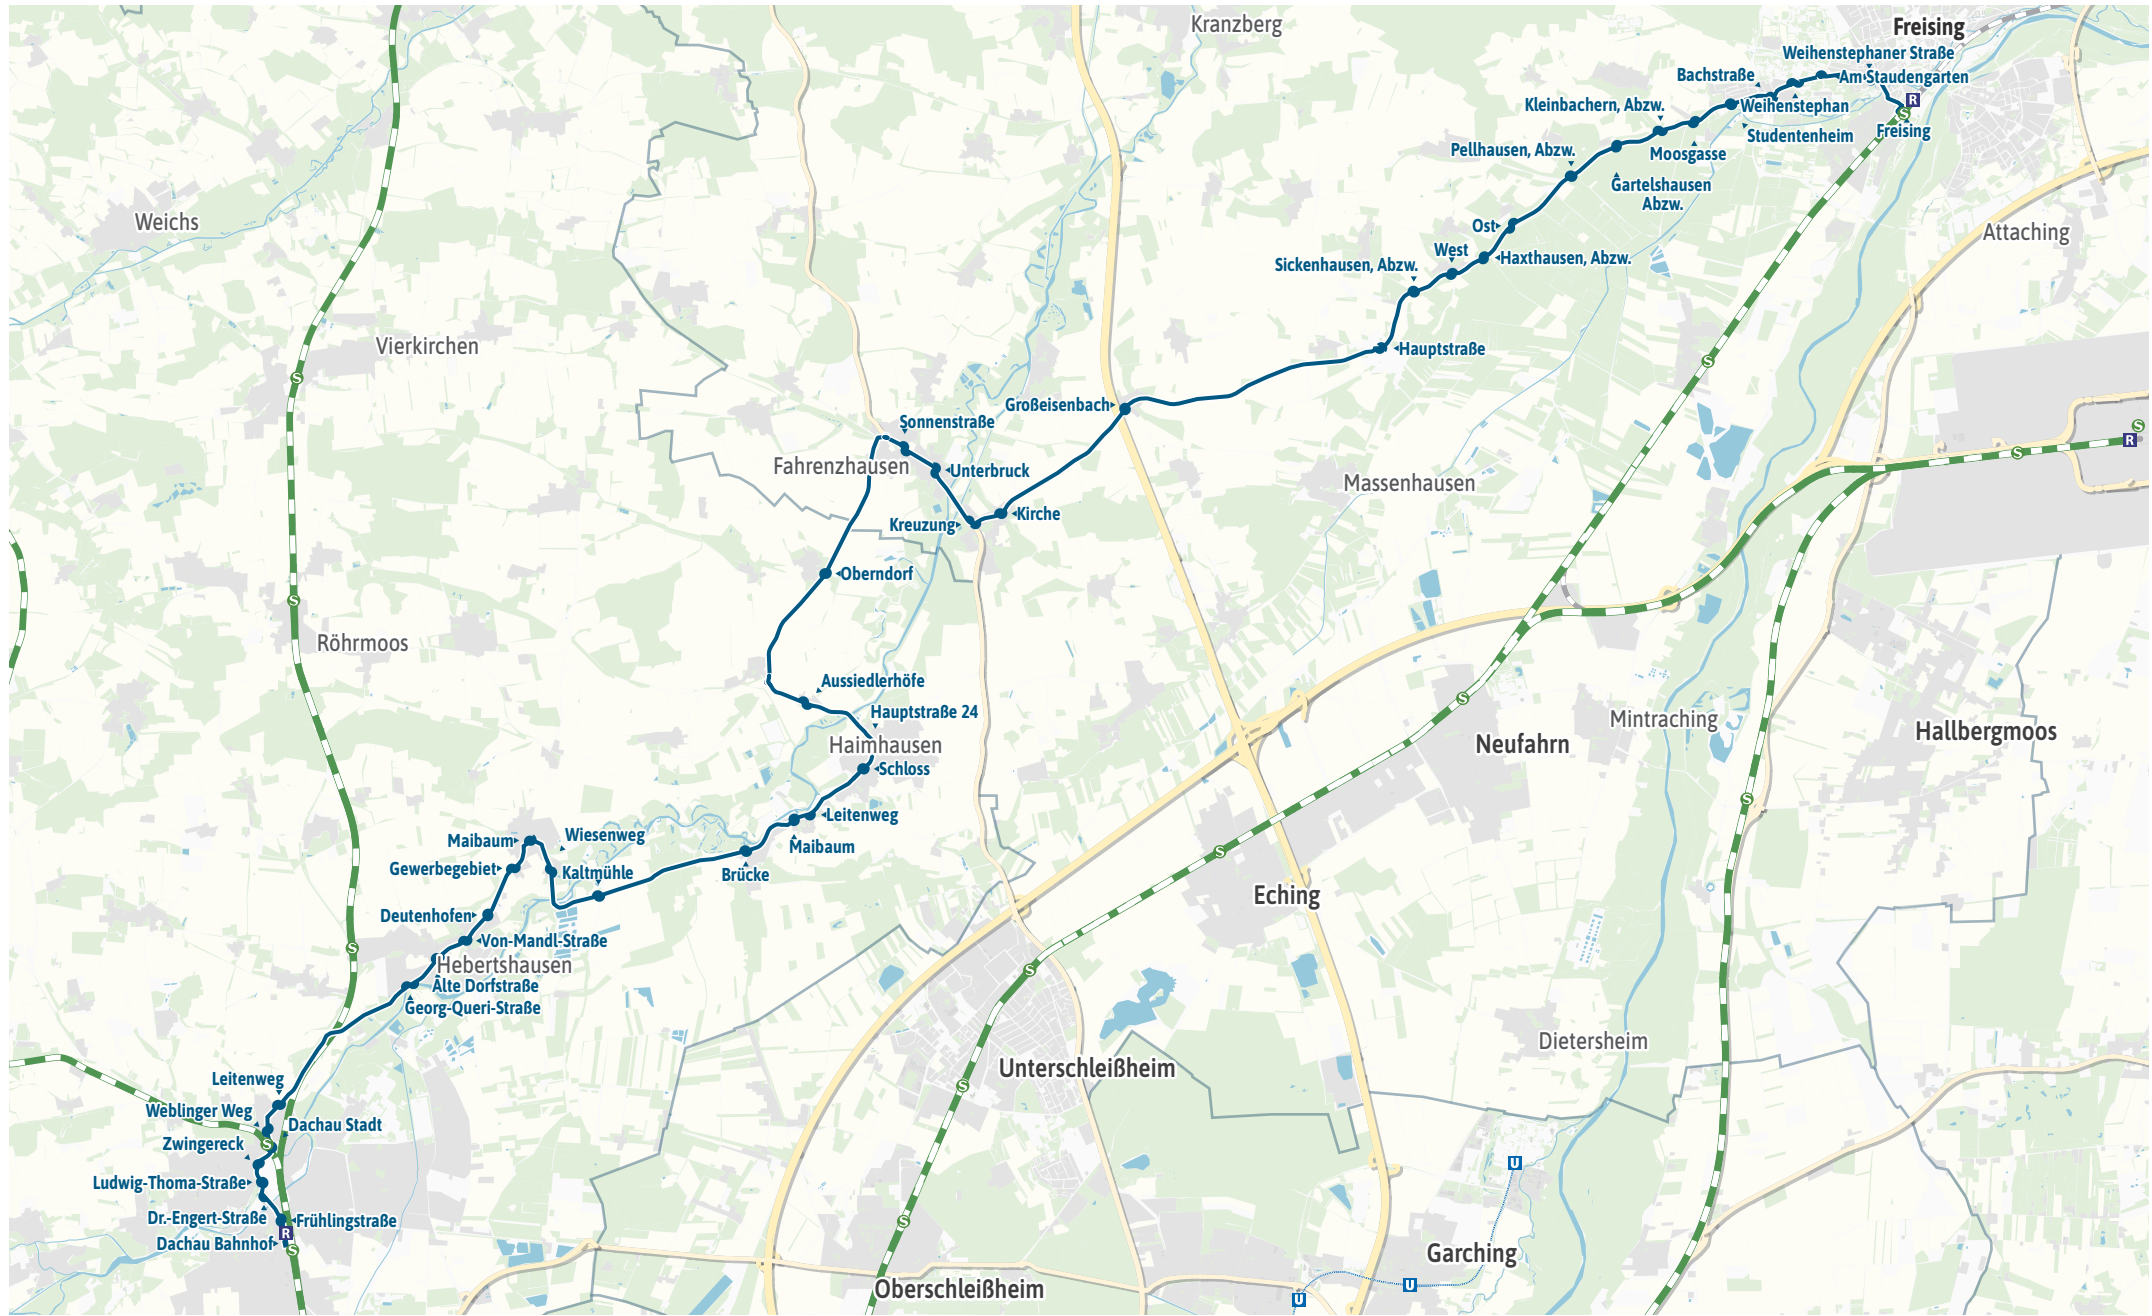 Kranzberg
Freising
Weihenstephaner Straße
Bachstraße
Am Staudengarten
R
Kleinbachern, Abzw.
Weihenstephan
S
Freising
Studentenheim
Pellhausen, Abzw.
Moosgasse
Gartelshausen
Abzw.
Weichs
Ost
Attaching
West
Haxthausen, Abzw.
Sickenhausen, Abzw.
Vierkirchen
Hauptstraße
S
S
Großeisenbach
Sonnenstraße
S
R
S
Fahrenzhausen
Unterbruck
Massenhausen
Kirche
Kreuzung
Oberndorf
S
Röhrmoos
Aussiedlerhöfe
S
Hauptstraße 24
Mintraching
Hallbergmoos
Haimhausen
Neufahrn
Schloss
S
Leitenweg
Wiesenweg
Maibaum
Maibaum
S
Gewerbegebiet
Kaltmühle
Brücke
Eching
Deutenhofen
Von-Mandl-Straße
S
Hebertshausen
S
Alte Dorfstraße
Georg-Queri-Straße
Dietersheim
Unterschleißheim
Leitenweg
S
Weblinger Weg
Dachau Stadt
Zwingereck
S
U
Ludwig-Thoma-Straße
Dr.-Engert-Straße
Frühlingstraße
S
R
Dachau Bahnhof
S
Garching
Oberschleißheim
U
U